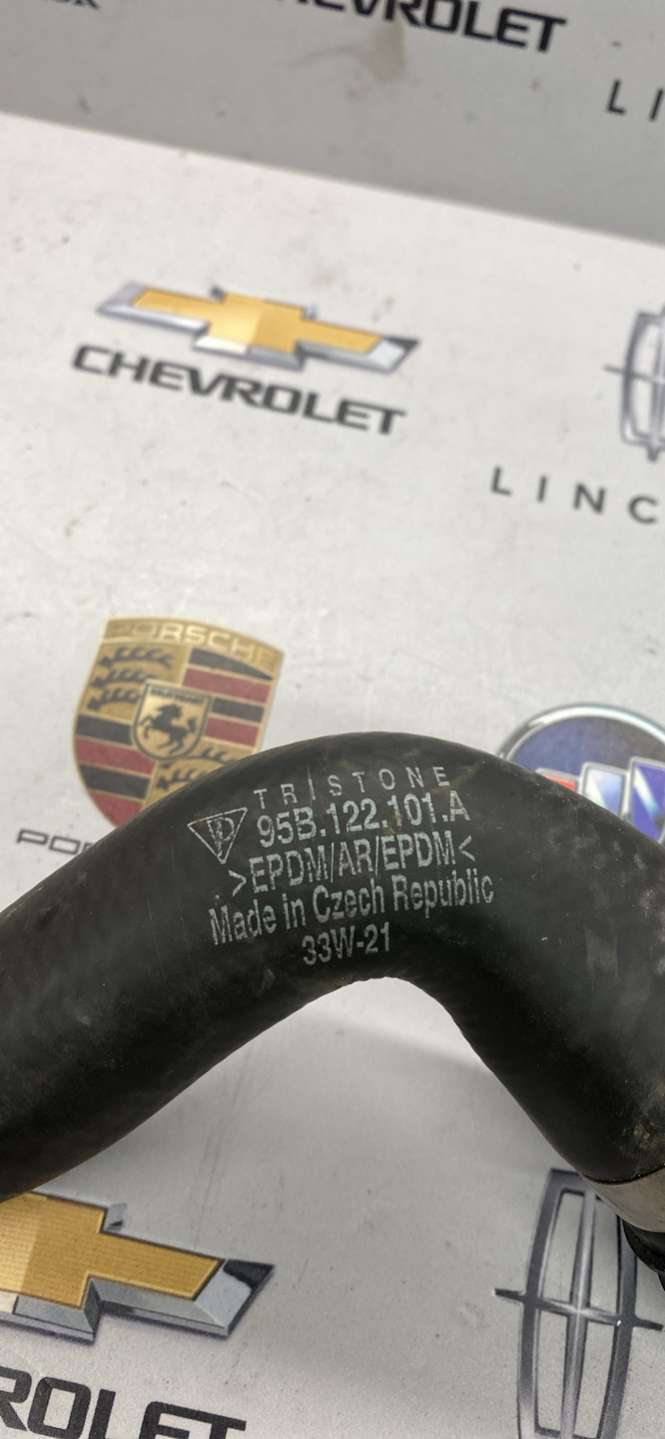 CHEVROLET
LI
CHEVROLET
LINC
PORSCHE
TRISTONE
95B.122.101.A
>EPDM/AR/EPDM<
Made in Czech Republic
33W-21
ROLET